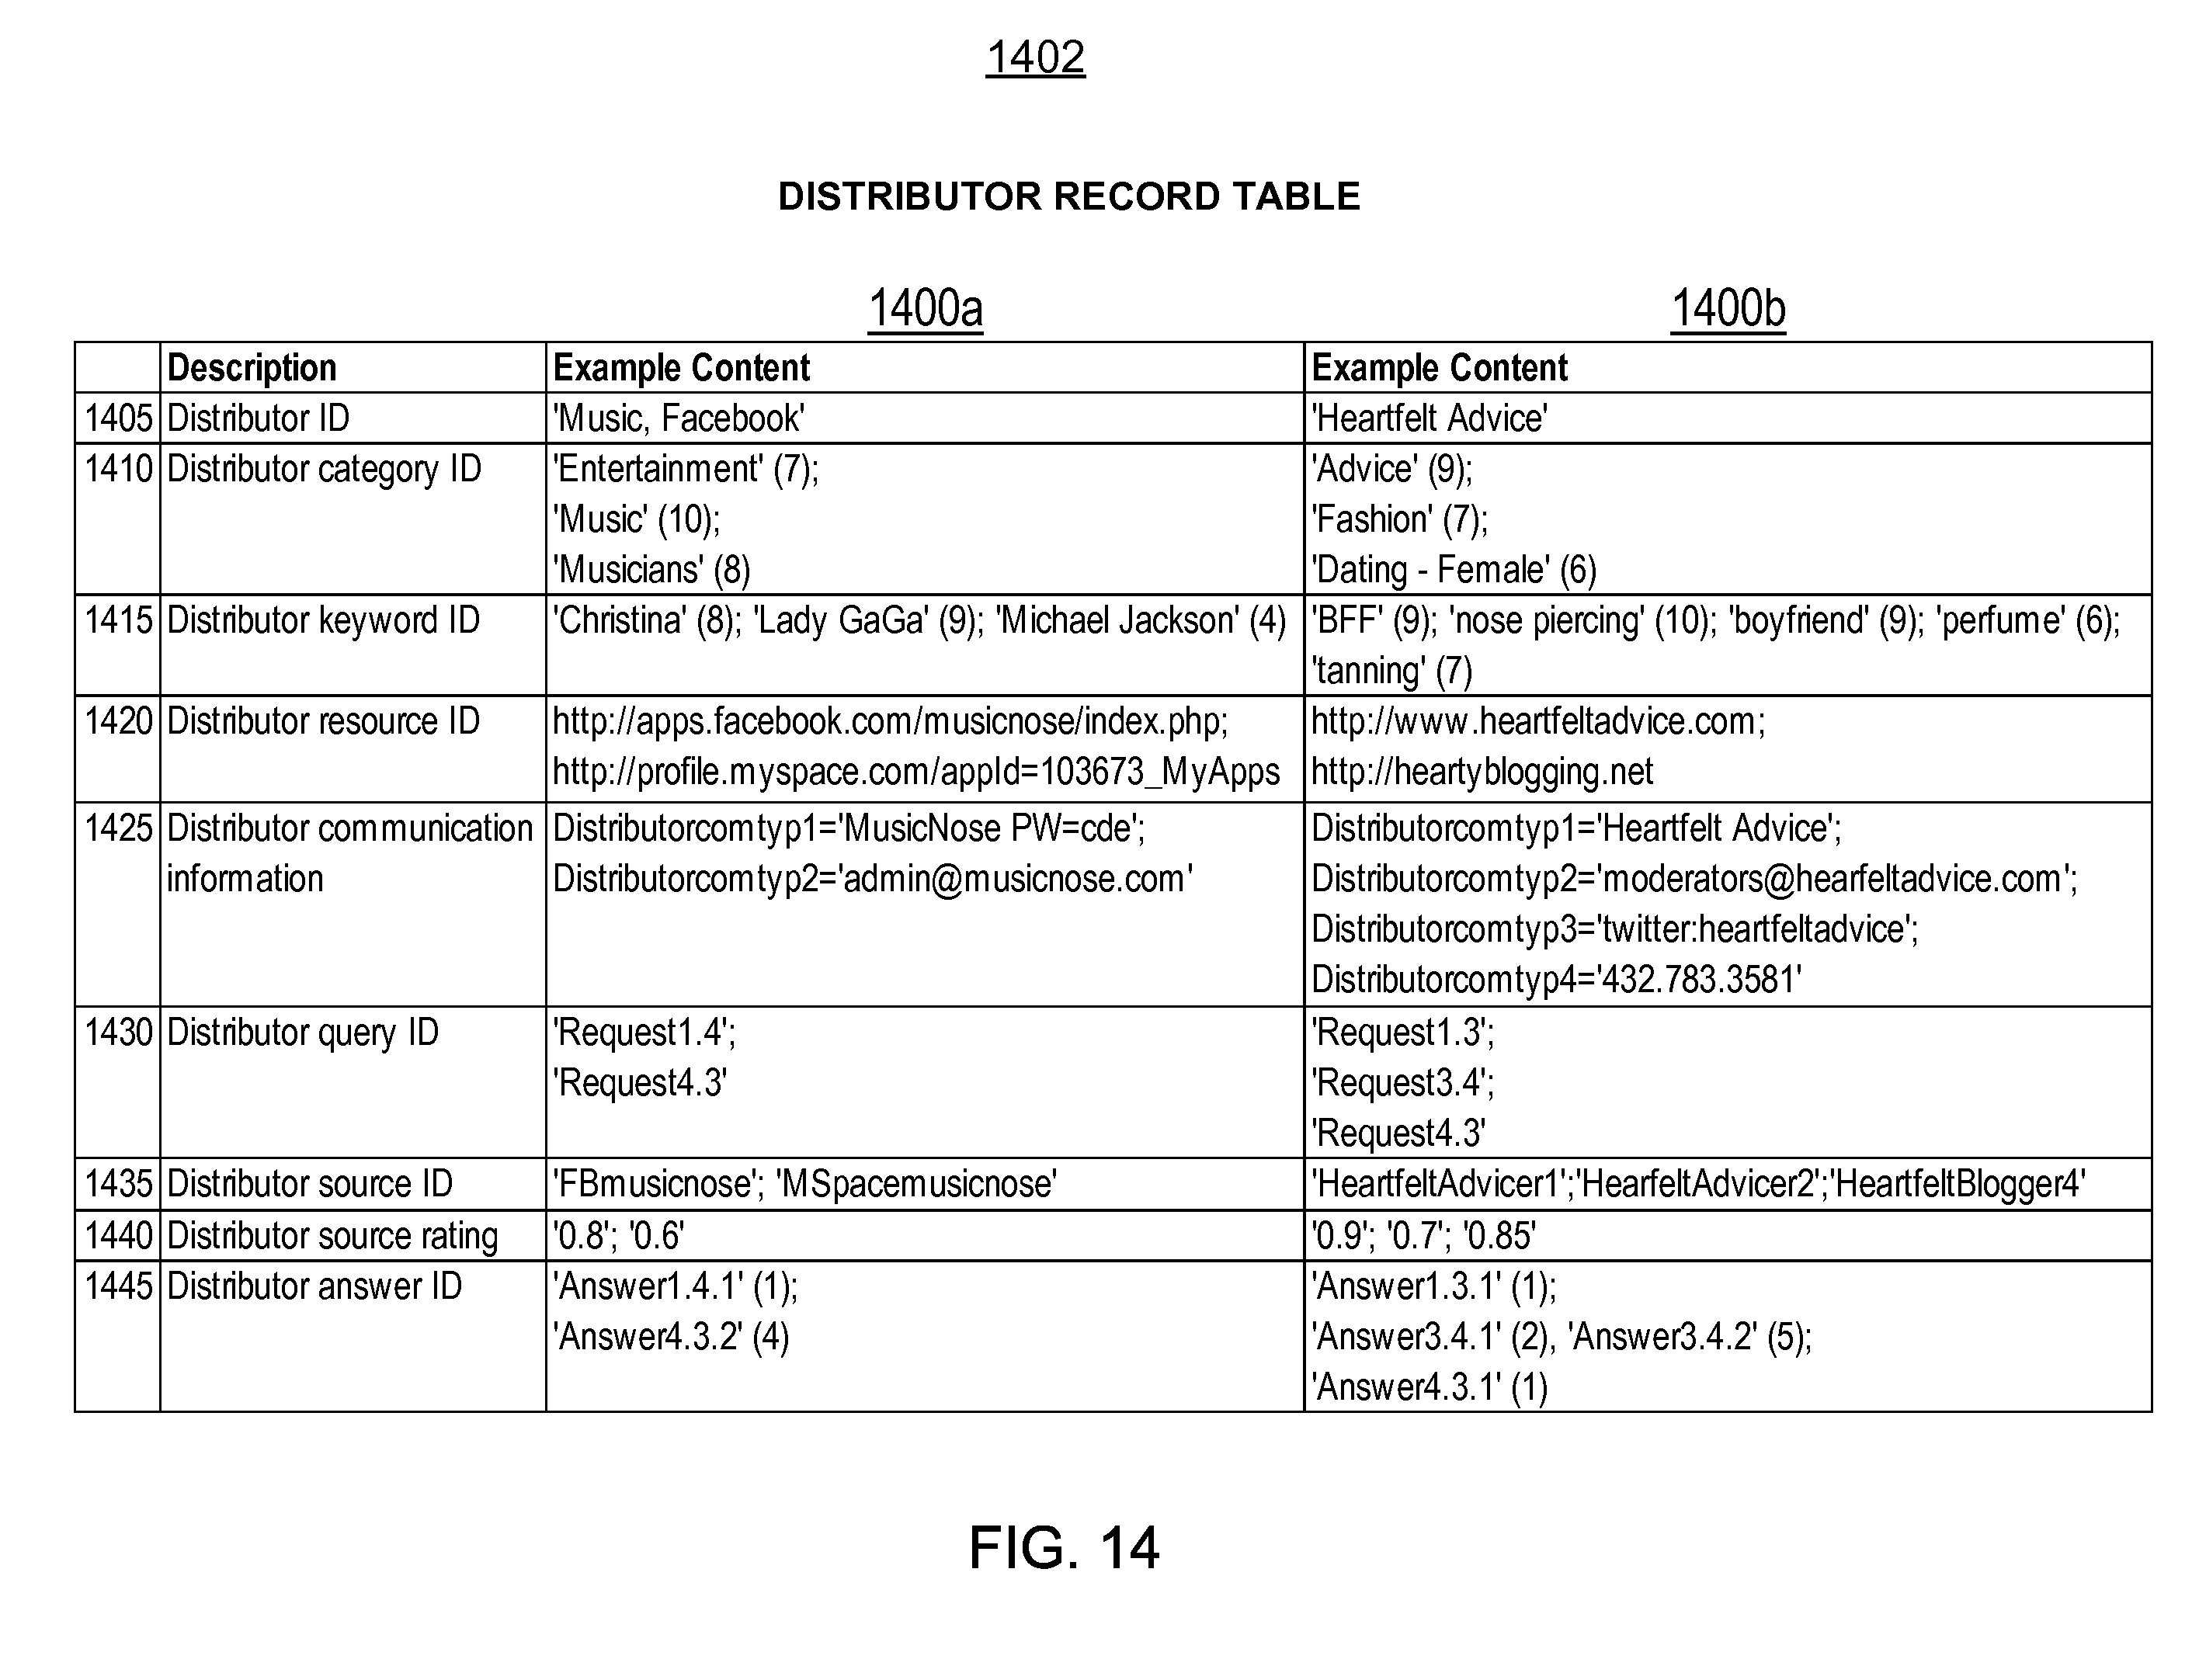 1402
DISTRIBUTOR RECORD TABLE
1400a 1400b
Description Example Content Example Content
1405 Distributor ID 'Music, Facebook' 'Heartfelt Advice'
1410 Distributor category ID 'Entertainment' (7); 'Advice' (9);
'Music' (10); 'Fashion' (7);
'Musicians' (8) 'Dating - Female' (6)
1415 Distributor keyword ID 'Christina' (8); 'Lady GaGa' (9); 'Michael Jackson' (4) 'BFF' (9); 'nose piercing' (10); 'boyfriend' (9); 'perfume' (6);
'tanning' (7)
1420 Distributor resource ID http://apps.facebook.com/musicnose/index.php; http://www.heartfeltadvice.com;
http://profile.myspace.com/appId=103673_MyApps http://heartyblogging.net
1425 Distributor communication Distributorcomtyp1='MusicNose PW=cde'; Distributorcomtyp1='Heartfelt Advice';
information Distributorcomtyp2='admin@musicnose.com' Distributorcomtyp2='moderators@hearfeltadvice.com';
Distributorcomtyp3='twitter:heartfeltadvice';
Distributorcomtyp4='432.783.3581'
1430 Distributor query ID 'Request1.4'; 'Request1.3';
'Request4.3' 'Request3.4';
'Request4.3'
1435 Distributor source ID 'FBmusicnose'; 'MSpacemusicnose' 'HeartfeltAdvicer1';'HearfeltAdvicer2';'HeartfeltBlogger4'
1440 Distributor source rating '0.8'; '0.6' '0.9'; '0.7'; '0.85'
1445 Distributor answer ID 'Answer1.4.1' (1); 'Answer1.3.1' (1);
'Answer4.3.2' (4) 'Answer3.4.1' (2), 'Answer3.4.2' (5);
'Answer4.3.1' (1)
FIG. 14